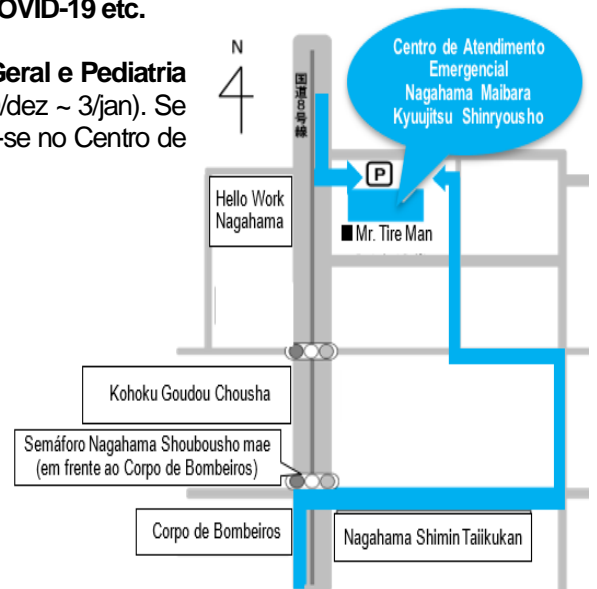 OVID-19 etc.
Geral e Pediatria
/dez ~ 3/jan). Se
-se no Centro de
N
国道8号線
Centro de Atendimento
Emergencial
Nagahama Maibara
Kyuujitsu Shinryousho
P
Hello Work
Nagahama
Mr. Tire Man
Kohoku Goudou Chousha
Semáforo Nagahama Shoubousho mae
(em frente ao Corpo de Bombeiros)
Corpo de Bombeiros
Nagahama Shimin Taiikukan